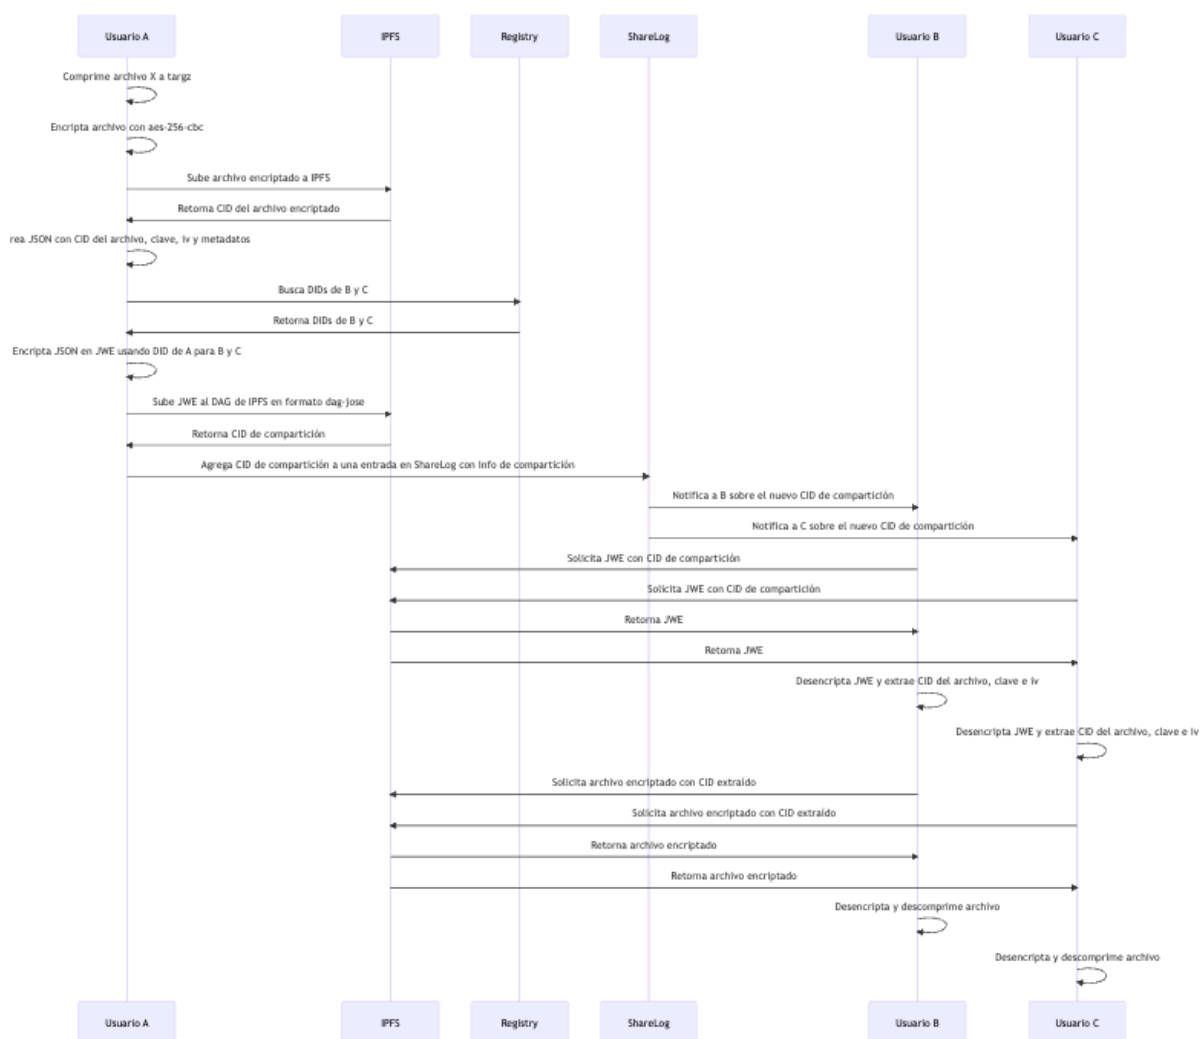 Usuario A IPFS Registry ShareLog Usuario B Usuario C
Comprime archivo X a targz
Encripta archivo con aes-256-cbc
Sube archivo encriptado a IPFS
Retorna CID del archivo encriptado
rea JSON con CID del archivo, clave, iv y metadatos
Busca DIDs de B y C
Retorna DIDs de B y C
Encripta JSON en JWE usando DID de A para B y C
Sube JWE al DAG de IPFS en formato dag-jose
Retorna CID de compartición
Agrega CID de compartición a una entrada en ShareLog con info de compartición
Notifica a B sobre el nuevo CID de compartición
Notifica a C sobre el nuevo CID de compartición
Solicita JWE con CID de compartición
Solicita JWE con CID de compartición
Retorna JWE
Retorna JWE
Desencripta JWE y extrae CID del archivo, clave e iv
Desencripta JWE y extrae CID del archivo, clave e iv
Solicita archivo encriptado con CID extraído
Solicita archivo encriptado con CID extraído
Retorna archivo encriptado
Retorna archivo encriptado
Desencripta y descomprime archivo
Desencripta y descomprime archivo
Usuario A IPFS Registry ShareLog Usuario B Usuario C